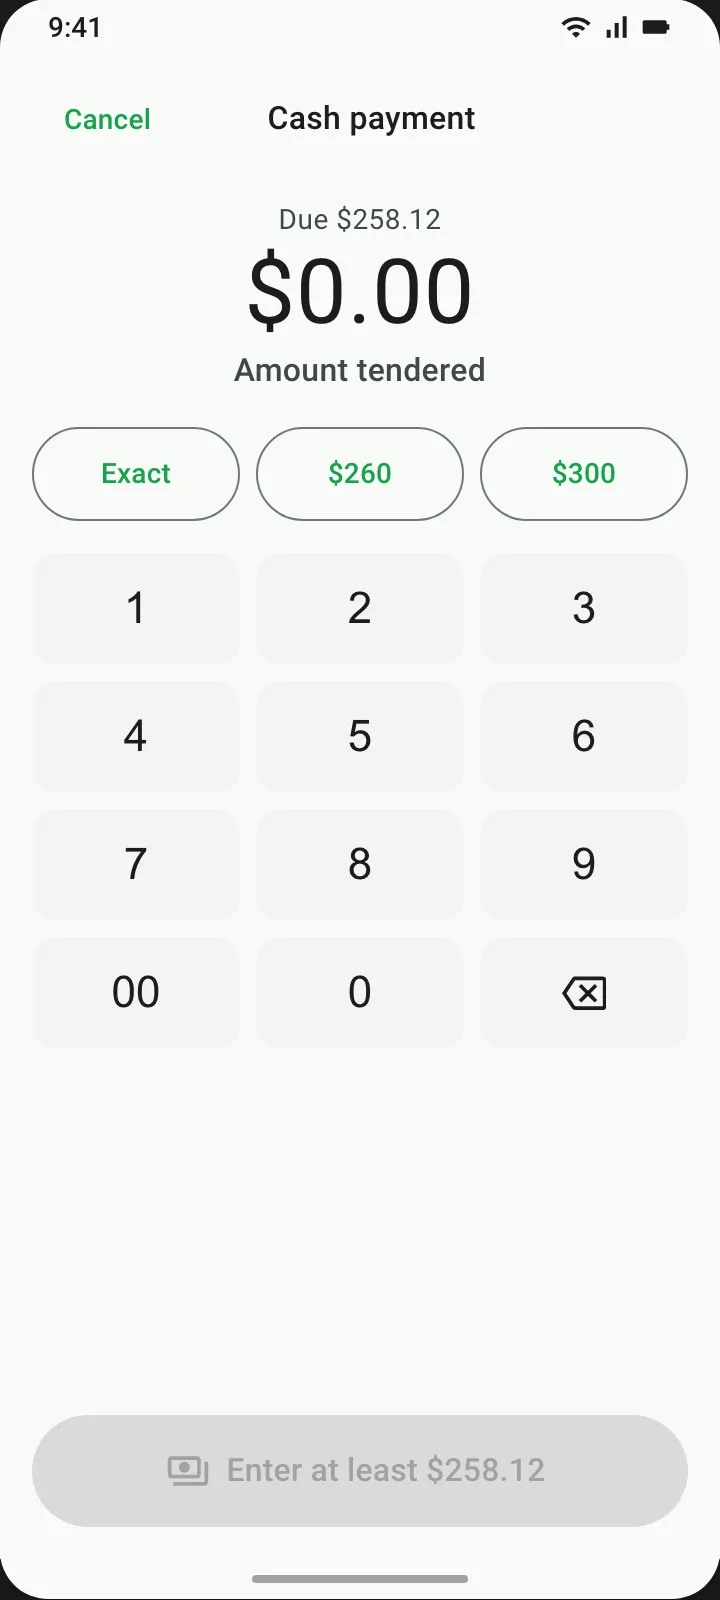 9:41
Cancel
Cash payment
Due $258.12
$0.00
Amount tendered
Exact
$260
$300
1
2
3
4
5
6
7
8
9
00
0
Enter at least $258.12